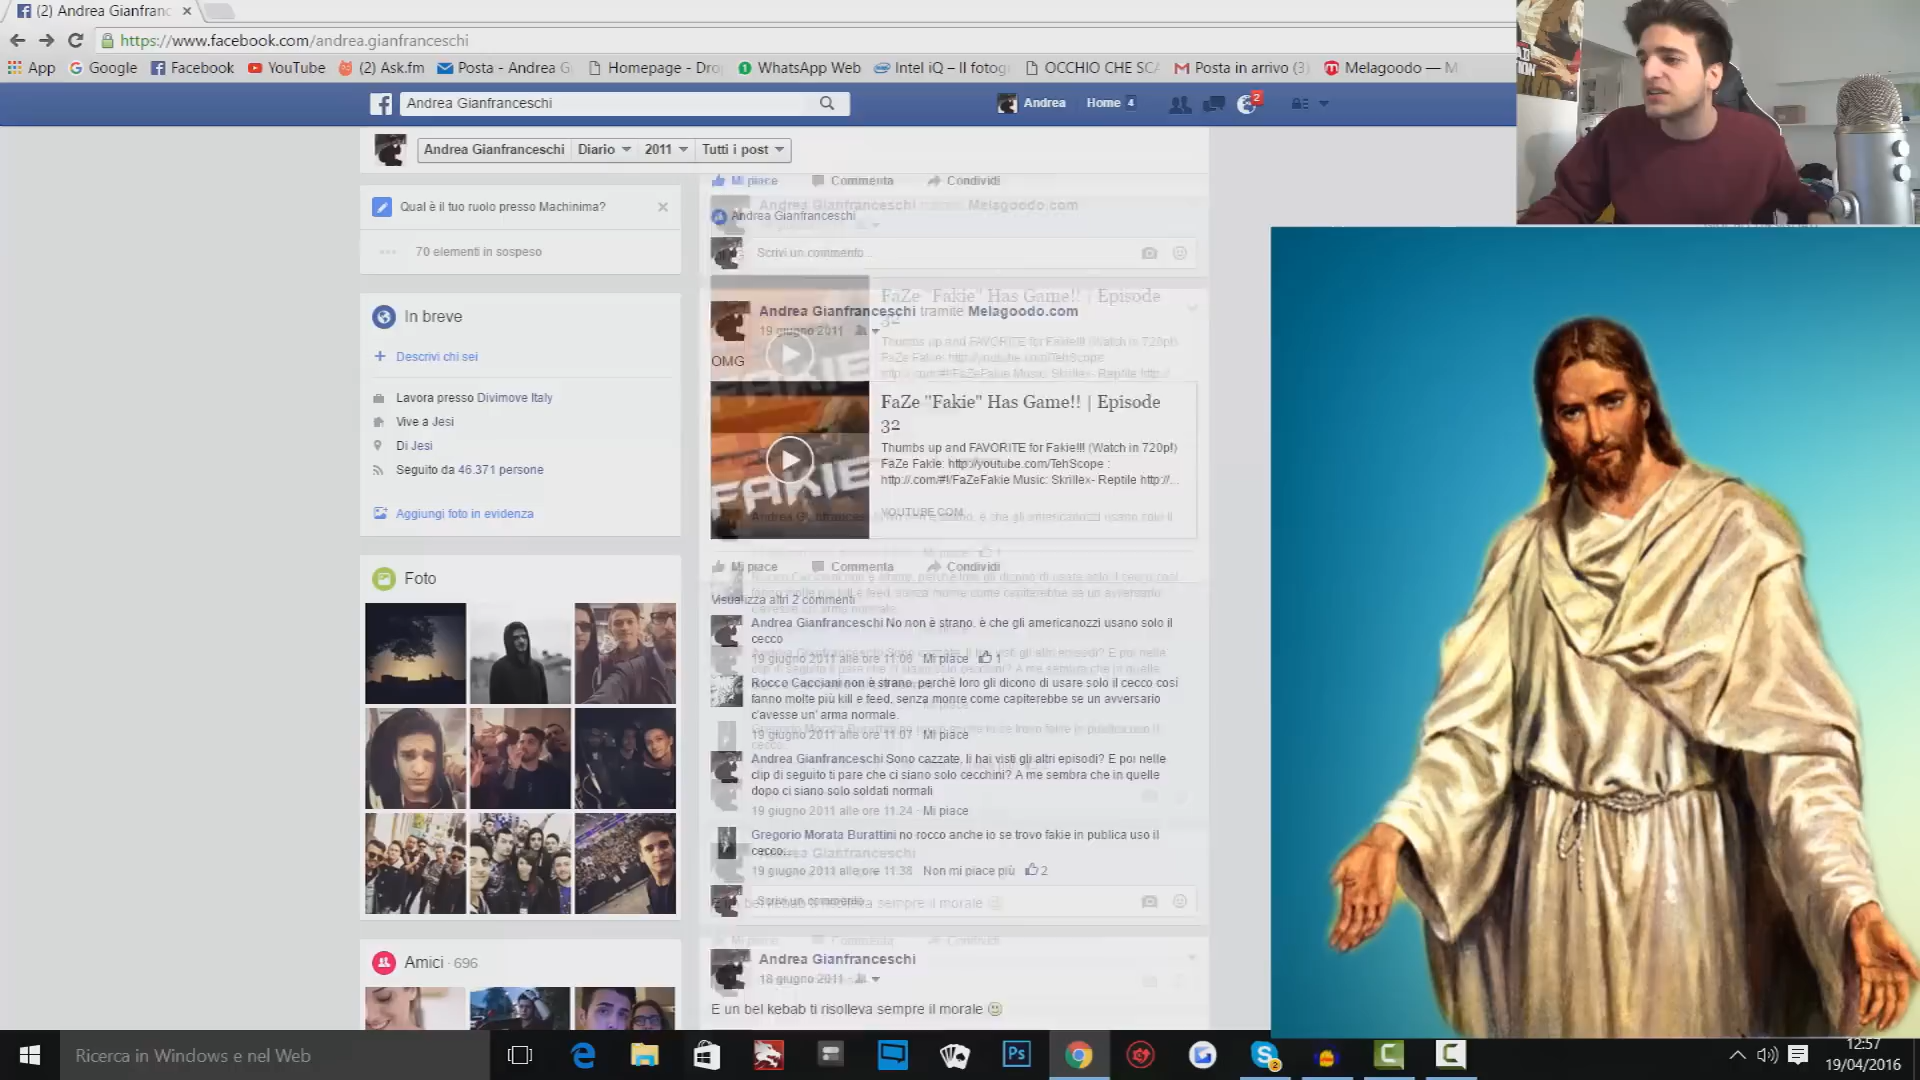 (2) Andrea Gianfranc
https://www.facebook.com/andrea.gianfranceschi
App Google Facebook YouTube (2) Ask.fm Posta - Andrea G Homepage - Dro WhatsApp Web Intel iQ – Il fotog OCCHIO CHE SCA Posta in arrivo (3) Melagoodo — M
Andrea Gianfranceschi
Andrea Home 4 2
Andrea Gianfranceschi Diario 2011 Tutti i post
Mi piace Commenta Condividi
Qual è il tuo ruolo presso Machinima?
Andrea Gianfranceschi
70 elementi in sospeso
Scrivi un commento...
In breve
Descrivi chi sei
Lavora presso Divimove Italy
Vive a Jesi
Di Jesi
Seguito da 46.371 persone
Aggiungi foto in evidenza
Foto
Amici · 696
Andrea Gianfranceschi tramite Melagoodo.com
19 giugno 2011
OMG
FAKIE
FaZe "Fakie" Has Game!! | Episode
32
Thumbs up and FAVORITE for Fakie!!! (Watch in 720p!)
FaZe Fakie: http://youtube.com/TehScope :
http://.com/#!/FaZeFakie Music: Skrillex- Reptile http://...
YOUTUBE.COM
Mi piace Commenta Condividi
Visualizza altri 2 commenti
Andrea Gianfranceschi No non è strano, è che gli americanozzi usano solo il
cecco
19 giugno 2011 alle ore 11.06 · Mi piace · 1
Rocco Cacciani non è strano, perchè loro gli dicono di usare solo il cecco così
fanno molte più kill e feed, senza morire come capiterebbe se un avversario
c'avesse un' arma normale.
19 giugno 2011 alle ore 11.07 · Mi piace
Andrea Gianfranceschi Sono cazzate, li hai visti gli altri episodi? E poi nelle
clip di seguito ti pare che ci siano solo cecchini? A me sembra che in quelle
dopo ci siano solo soldati normali
19 giugno 2011 alle ore 11.24 · Mi piace
Gregorio Morata Burattini no rocco anche io se trovo fakie in publica uso il
cecco...
19 giugno 2011 alle ore 11.38 · Non mi piace più · 2
Scrivi un commento...
Andrea Gianfranceschi
18 giugno 2011
E un bel kebab ti risolleva sempre il morale
Ricerca in Windows e nel Web
Ps
2
12:57
19/04/2016